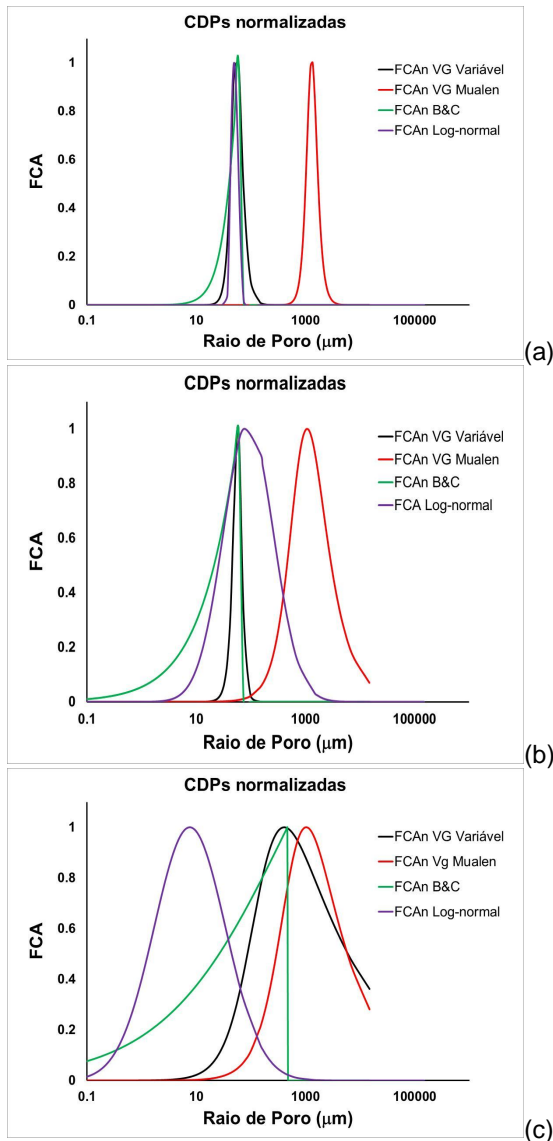 CDPs normalizadas
FCAn VG Variável
FCAn VG Mualen
FCAn B&C
FCAn Log-normal
FCA
1
0.8
0.6
0.4
0.2
0
0.1
10
1000
100000
Raio de Poro (μm)
(a)
CDPs normalizadas
FCAn VG Variável
FCAn VG Mualen
FCAn B&C
FCA Log-normal
FCA
1
0.8
0.6
0.4
0.2
0
0.1
10
1000
100000
Raio de Poro (μm)
(b)
CDPs normalizadas
FCAn VG Variável
FCAn Vg Mualen
FCAn B&C
FCAn Log-normal
FCA
1
0.8
0.6
0.4
0.2
0
0.1
10
1000
100000
Raio de Poro (μm)
(c)